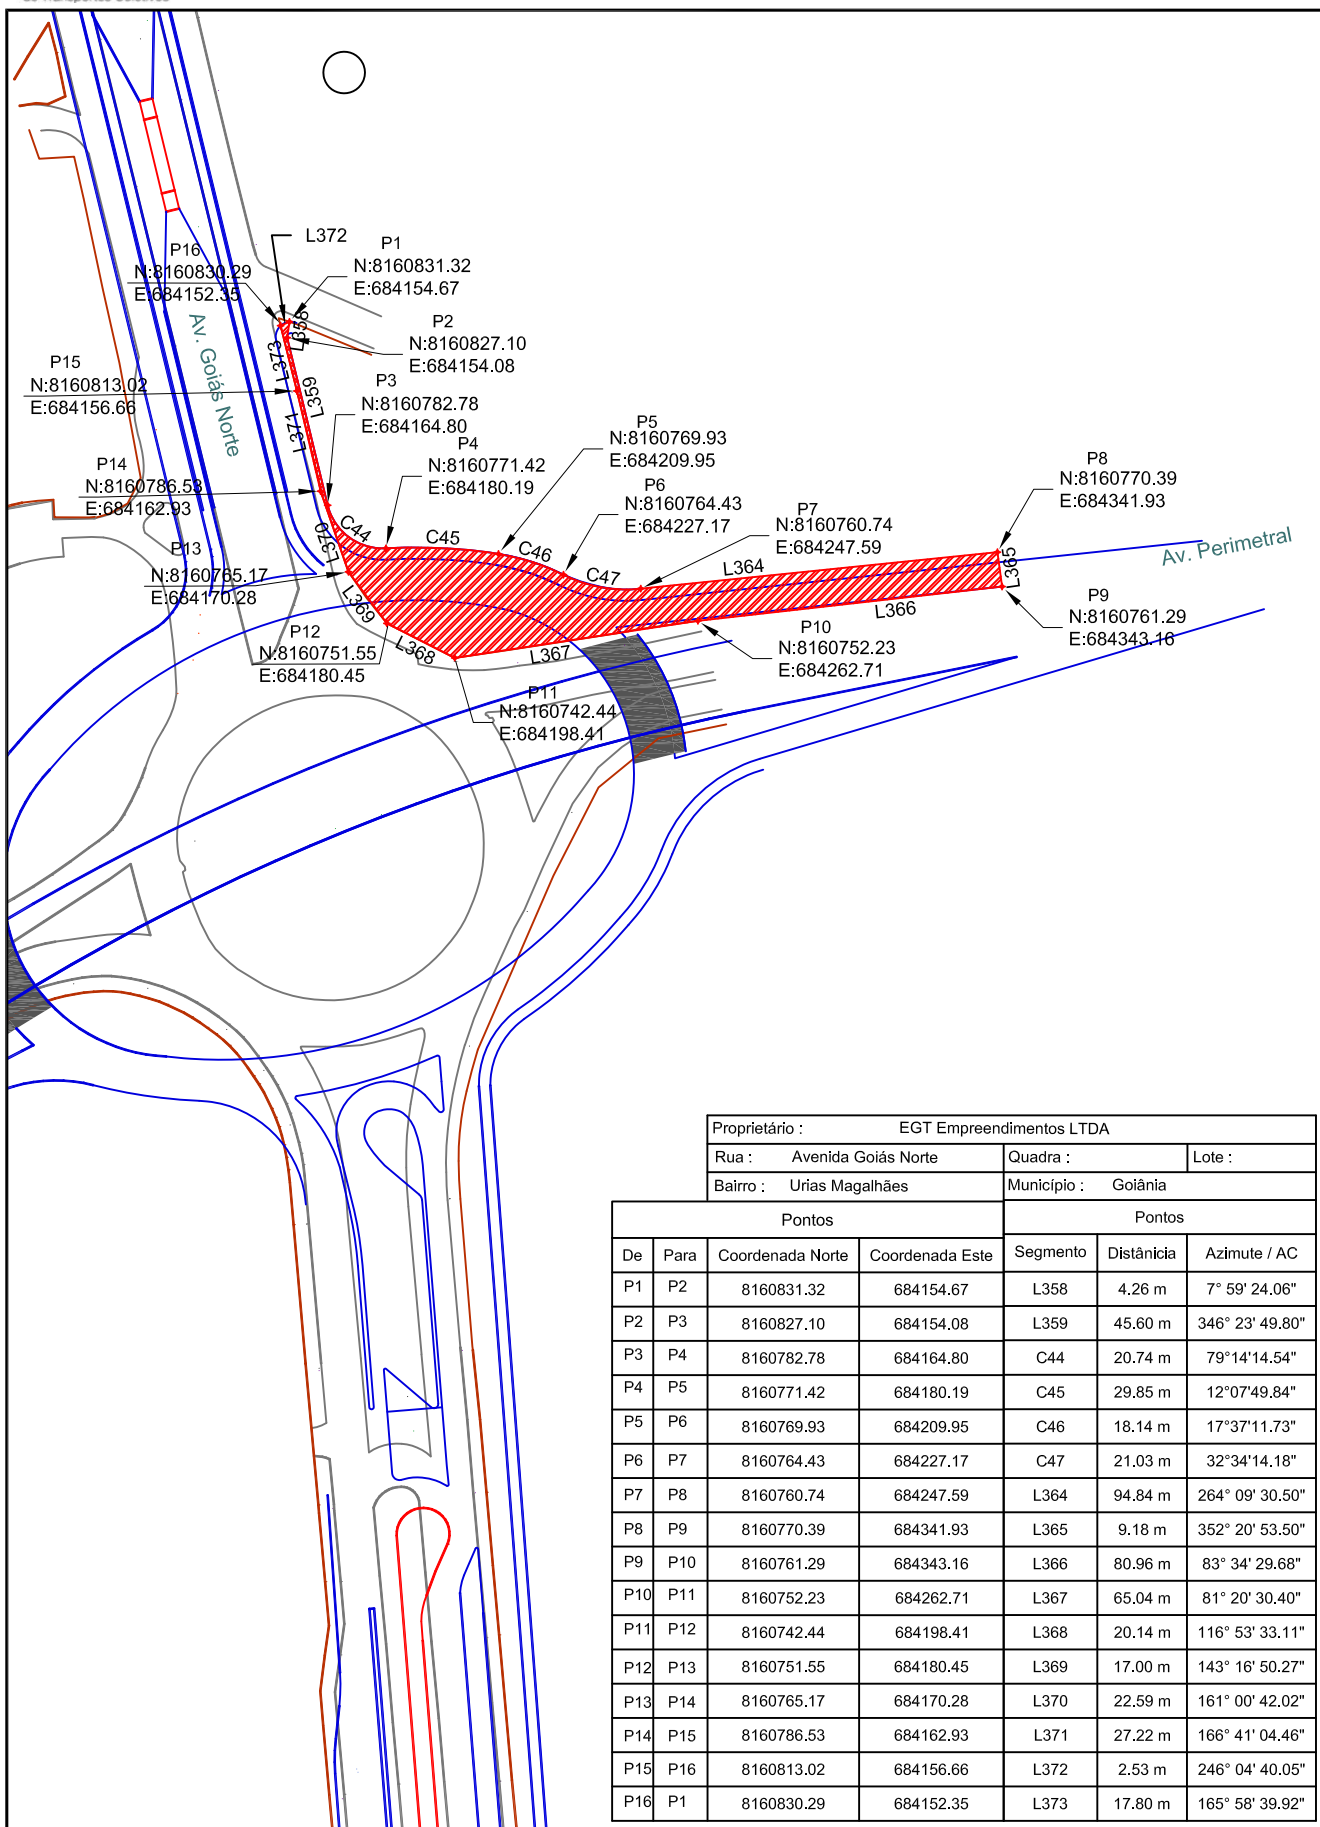 L372
P1
N:8160831.32
E:684154.67
P16
N:8160830.29
E:684152.35
L358
P2
N:8160827.10
E:684154.08
L373
Av. Goiás Norte
P15
N:8160813.02
E:684156.66
L359
P3
N:8160782.78
E:684164.80
L371
P4
N:8160771.42
E:684180.19
P5
N:8160769.93
E:684209.95
P14
N:8160786.53
E:684162.93
P6
N:8160764.43
E:684227.17
P7
N:8160760.74
E:684247.59
P8
N:8160770.39
E:684341.93
C44
C45
C46
C47
L364
L365
Av. Perimetral
L370
P13
N:8160765.17
E:684170.28
L369
L366
P9
N:8160761.29
E:684343.16
P12
N:8160751.55
E:684180.45
L368
L367
P10
N:8160752.23
E:684262.71
P11
N:8160742.44
E:684198.41
Proprietário : EGT Empreendimentos LTDA
Rua : Avenida Goiás Norte Quadra : Lote :
Bairro : Urias Magalhães Município : Goiânia
Pontos Pontos
De Para Coordenada Norte Coordenada Este Segmento Distânicia Azimute / AC
P1 P2 8160831.32 684154.67 L358 4.26 m 7° 59' 24.06"
P2 P3 8160827.10 684154.08 L359 45.60 m 346° 23' 49.80"
P3 P4 8160782.78 684164.80 C44 20.74 m 79°14'14.54"
P4 P5 8160771.42 684180.19 C45 29.85 m 12°07'49.84"
P5 P6 8160769.93 684209.95 C46 18.14 m 17°37'11.73"
P6 P7 8160764.43 684227.17 C47 21.03 m 32°34'14.18"
P7 P8 8160760.74 684247.59 L364 94.84 m 264° 09' 30.50"
P8 P9 8160770.39 684341.93 L365 9.18 m 352° 20' 53.50"
P9 P10 8160761.29 684343.16 L366 80.96 m 83° 34' 29.68"
P10 P11 8160752.23 684262.71 L367 65.04 m 81° 20' 30.40"
P11 P12 8160742.44 684198.41 L368 20.14 m 116° 53' 33.11"
P12 P13 8160751.55 684180.45 L369 17.00 m 143° 16' 50.27"
P13 P14 8160765.17 684170.28 L370 22.59 m 161° 00' 42.02"
P14 P15 8160786.53 684162.93 L371 27.22 m 166° 41' 04.46"
P15 P16 8160813.02 684156.66 L372 2.53 m 246° 04' 40.05"
P16 P1 8160830.29 684152.35 L373 17.80 m 165° 58' 39.92"